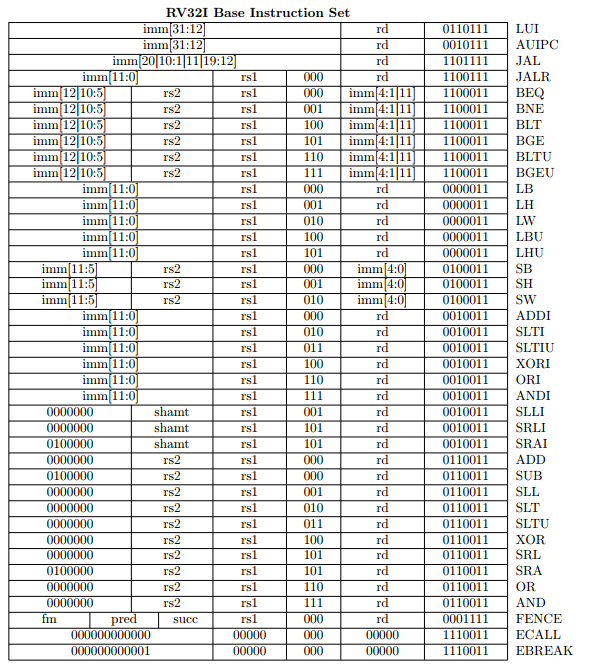 RV32I Base Instruction Set
imm[31:12] rd 0110111 LUI
imm[31:12] rd 0010111 AUIPC
imm[20|10:1|11|19:12] rd 1101111 JAL
imm[11:0] rs1 000 rd 1100111 JALR
imm[12|10:5] rs2 rs1 000 imm[4:1|11] 1100011 BEQ
imm[12|10:5] rs2 rs1 001 imm[4:1|11] 1100011 BNE
imm[12|10:5] rs2 rs1 100 imm[4:1|11] 1100011 BLT
imm[12|10:5] rs2 rs1 101 imm[4:1|11] 1100011 BGE
imm[12|10:5] rs2 rs1 110 imm[4:1|11] 1100011 BLTU
imm[12|10:5] rs2 rs1 111 imm[4:1|11] 1100011 BGEU
imm[11:0] rs1 000 rd 0000011 LB
imm[11:0] rs1 001 rd 0000011 LH
imm[11:0] rs1 010 rd 0000011 LW
imm[11:0] rs1 100 rd 0000011 LBU
imm[11:0] rs1 101 rd 0000011 LHU
imm[11:5] rs2 rs1 000 imm[4:0] 0100011 SB
imm[11:5] rs2 rs1 001 imm[4:0] 0100011 SH
imm[11:5] rs2 rs1 010 imm[4:0] 0100011 SW
imm[11:0] rs1 000 rd 0010011 ADDI
imm[11:0] rs1 010 rd 0010011 SLTI
imm[11:0] rs1 011 rd 0010011 SLTIU
imm[11:0] rs1 100 rd 0010011 XORI
imm[11:0] rs1 110 rd 0010011 ORI
imm[11:0] rs1 111 rd 0010011 ANDI
0000000 shamt rs1 001 rd 0010011 SLLI
0000000 shamt rs1 101 rd 0010011 SRLI
0100000 shamt rs1 101 rd 0010011 SRAI
0000000 rs2 rs1 000 rd 0110011 ADD
0100000 rs2 rs1 000 rd 0110011 SUB
0000000 rs2 rs1 001 rd 0110011 SLL
0000000 rs2 rs1 010 rd 0110011 SLT
0000000 rs2 rs1 011 rd 0110011 SLTU
0000000 rs2 rs1 100 rd 0110011 XOR
0000000 rs2 rs1 101 rd 0110011 SRL
0100000 rs2 rs1 101 rd 0110011 SRA
0000000 rs2 rs1 110 rd 0110011 OR
0000000 rs2 rs1 111 rd 0110011 AND
fm pred succ rs1 000 rd 0001111 FENCE
000000000000 00000 000 00000 1110011 ECALL
000000000001 00000 000 00000 1110011 EBREAK